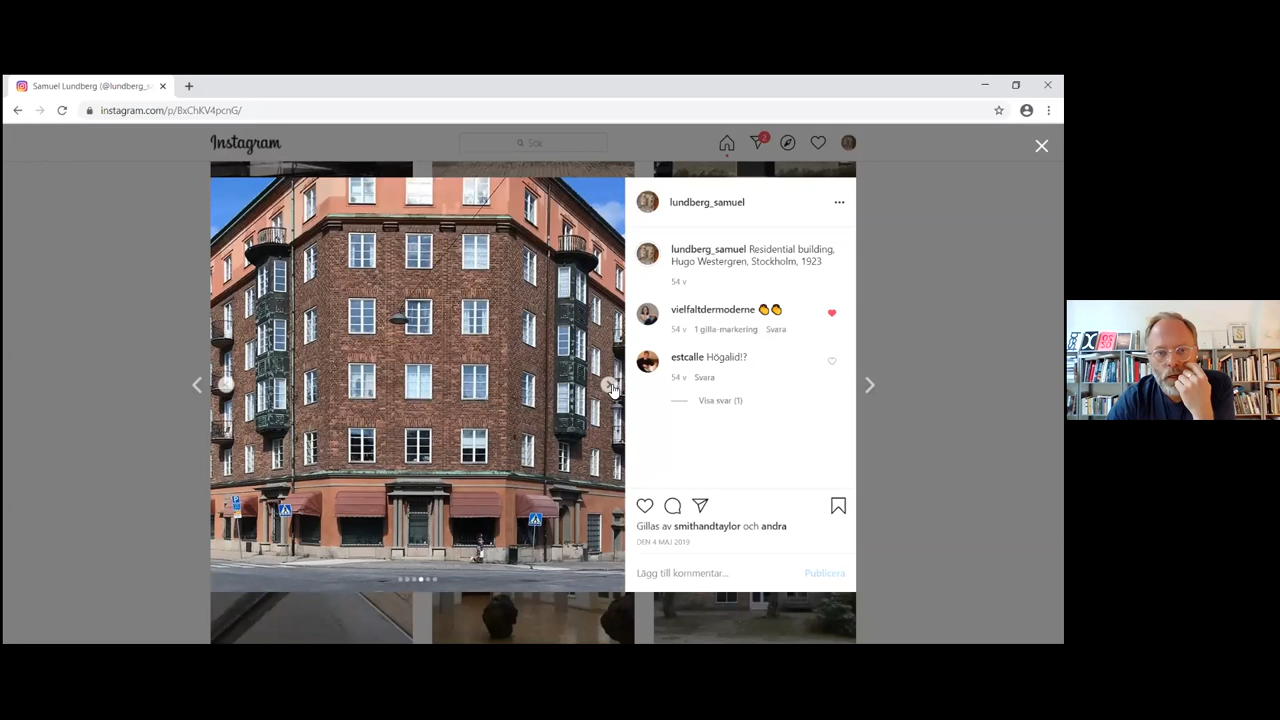 Samuel Lundberg (@lundberg_s
instagram.com/p/BxChKV4pcnG/
Instagram
Sök
2
lundberg_samuel
lundberg_samuel Residential building,
Hugo Westergren, Stockholm, 1923
54 v
vielfaltdermoderne 👏👏
54 v 1 gilla-markering Svara
estcalle Högalid!?
54 v Svara
Visa svar (1)
Gillas av smithandtaylor och andra
DEN 4 MAJ 2019
Lägg till kommentar...
Publicera